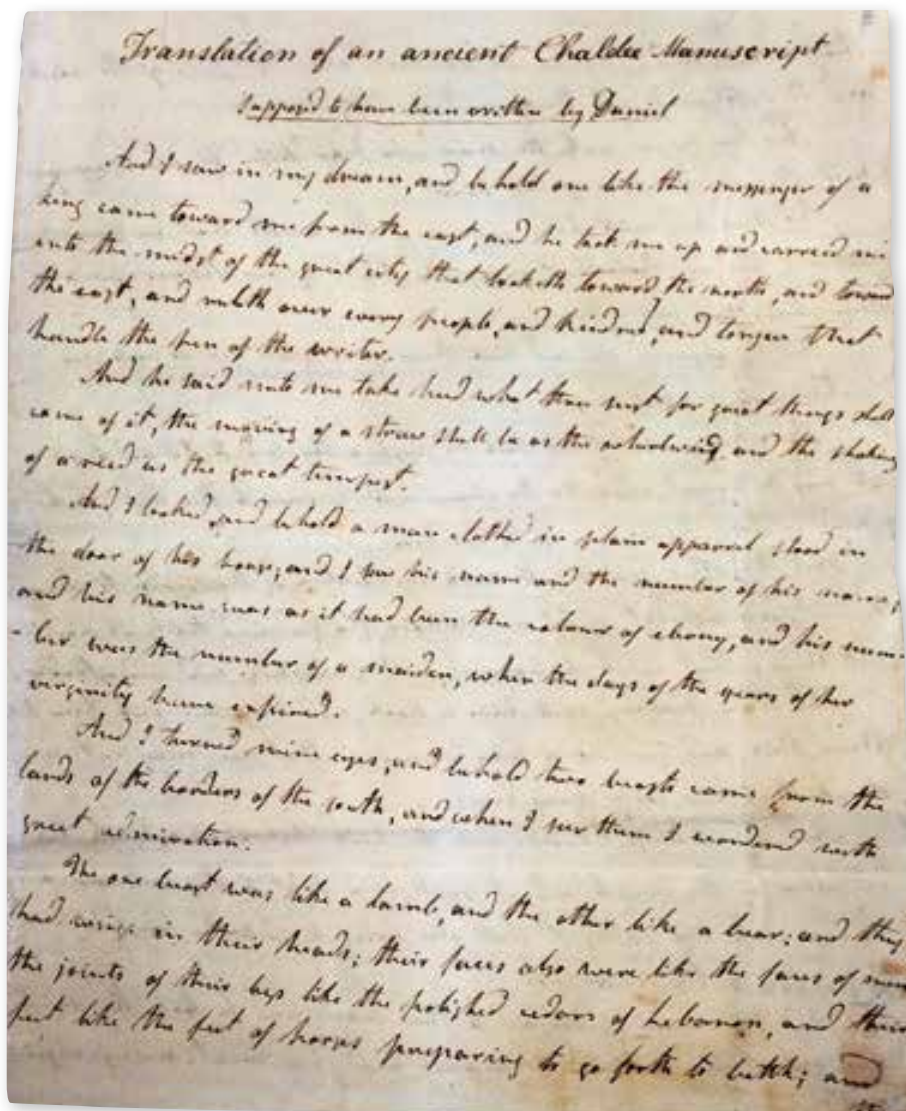 Translation of an ancient Chaldee Manuscript
Supposed to have been written by Daniel
And I saw in my dream, and behold one like the messenger of a
king came toward me from the east, and he took me up and carried me
into the midst of the great city that looketh toward the north, and toward
the east, and ruleth over every people, and kindred, and tongue that
handle the pen of the writer.
And he said unto me take heed what thou seest for great things shall
come of it, the moving of a straw shall be as the whirlwind, and the shaking
of a reed as the great tempest.
And I looked, and behold a man clothed in plain apparel stood in
the door of his house; and I saw his name and the number of his name;
and his name was as it had been the colour of ebony, and his num-
-ber was the number of a maiden, when the days of the years of her
virginity have expired.
And I turned mine eyes, and behold two beasts came from the
lands of the borders of the south, and when I saw them I wondered with
great admiration.
The one beast was like a lamb, and the other like a bear; and they
had wings in their heads; their faces also were like the faces of men
the joints of their legs like the polished cedars of Lebanon, and their
feet like the feet of horses preparing to go forth to battle; and